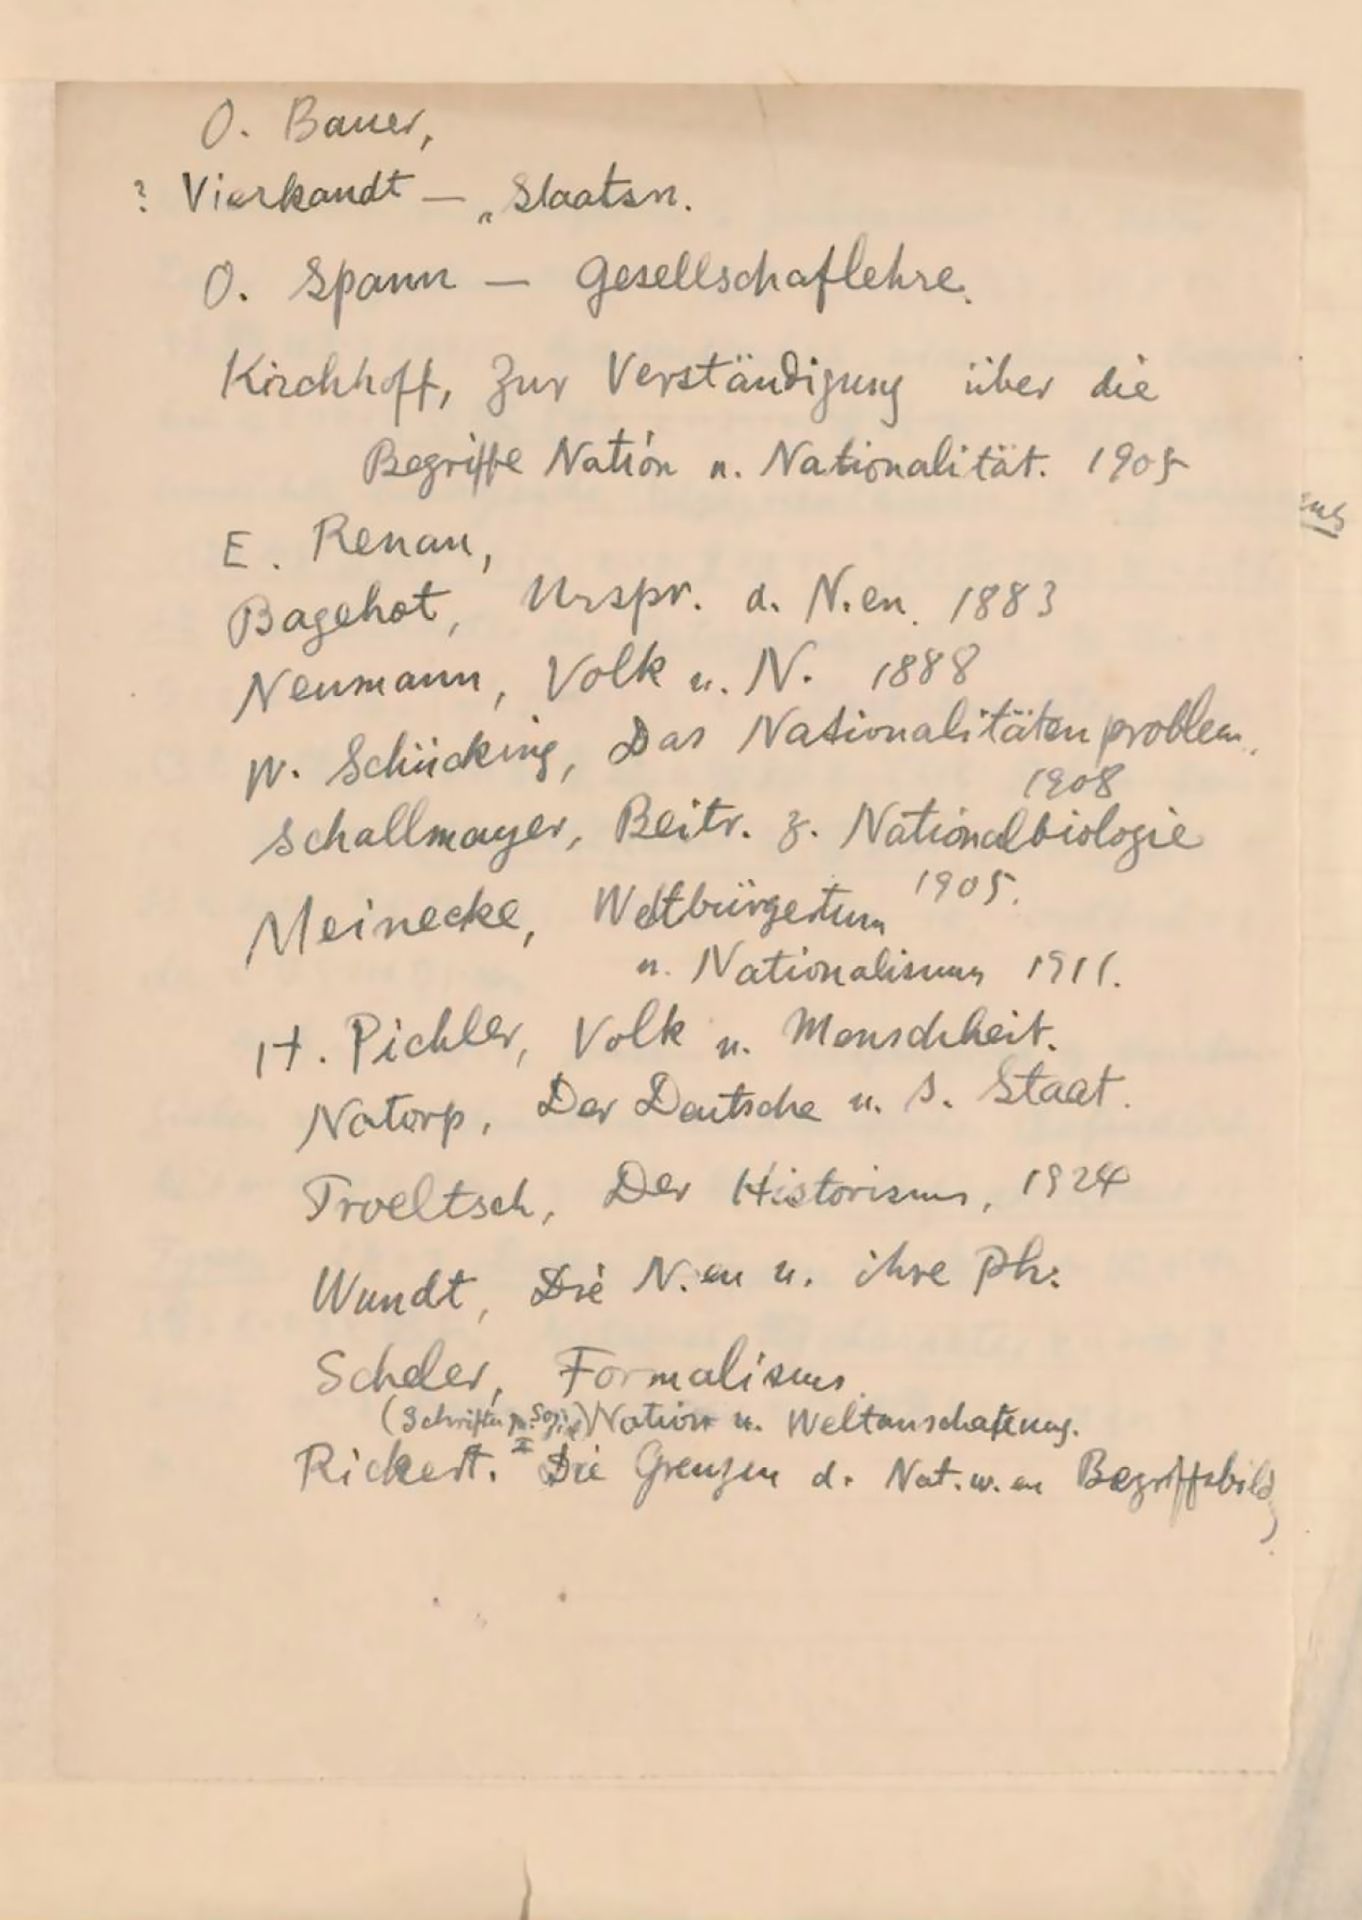 O. Bauer,
? Vierkandt — „Staatsn.
O. Spann — Gesellschaflehre.
Kirchhoff, Zur Verständigung über die
Begriffe Nation u. Nationalität. 1905
E. Renan,
Bagehot, Urspr. d. N.en. 1883
Neumann, Volk u. N. 1888
W. Schücking, Das Nationalitätenproblem.
1908
Schallmayer, Beitr. z. Nationalbiologie
1905.
Meinecke, Weltbürgertum
u. Nationalismus 1911.
H. Pichler, Volk u. Menschheit.
Natorp, Der Deutsche u. s. Staat.
Troeltsch, Der Historismus, 1924
Wundt, Die N.en u. ihre Ph.
Scheler, Formalismus
(Schriften z. Soz. II) Nation u. Weltanschauung.
Rickert. Die Grenzen d. Nat.w.en Begriffsbild